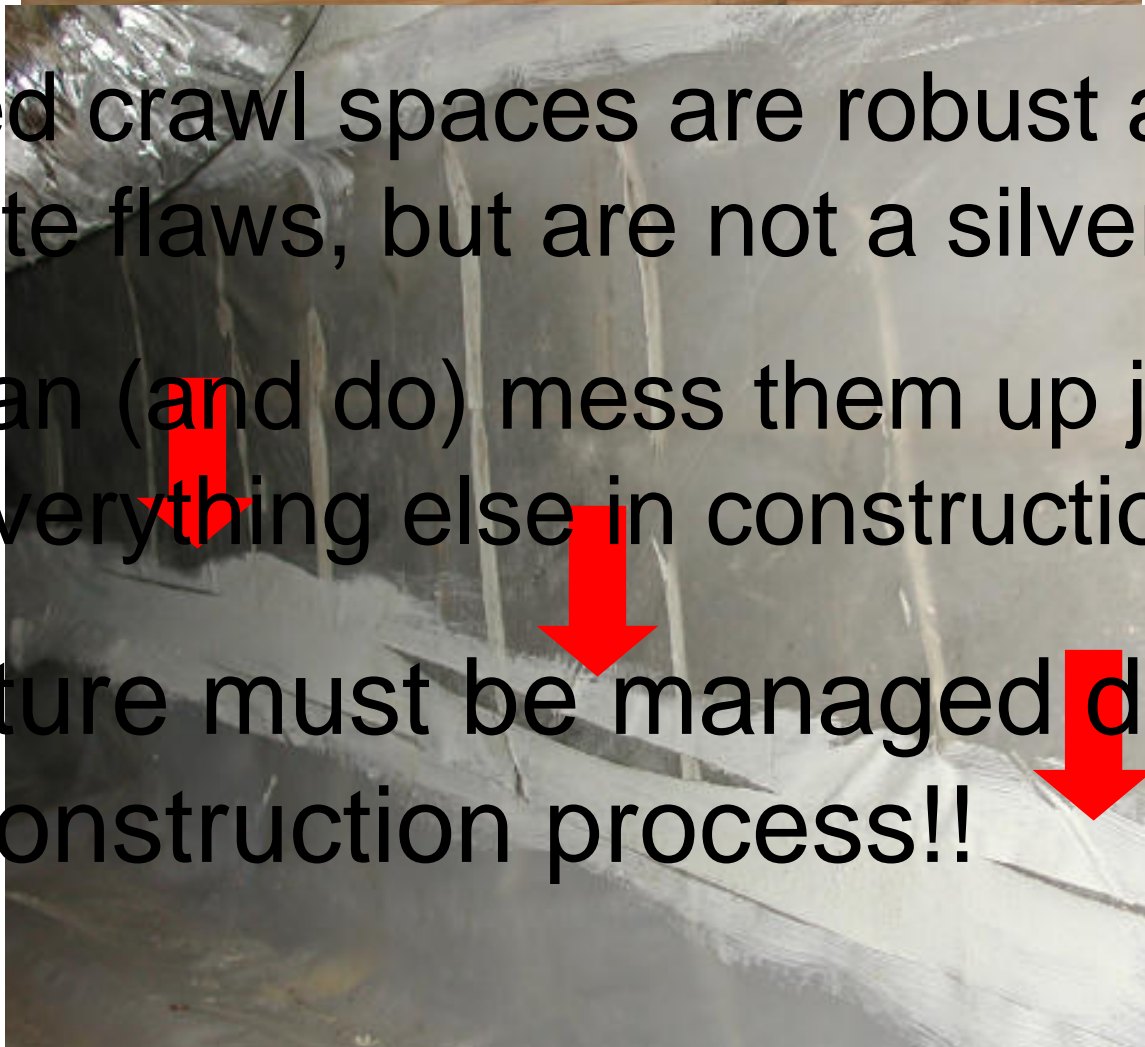 ed crawl spaces are robust a
te flaws, but are not a silve
an (and do) mess them up j
verything else in constructio
ture must be managed d
onstruction process!!